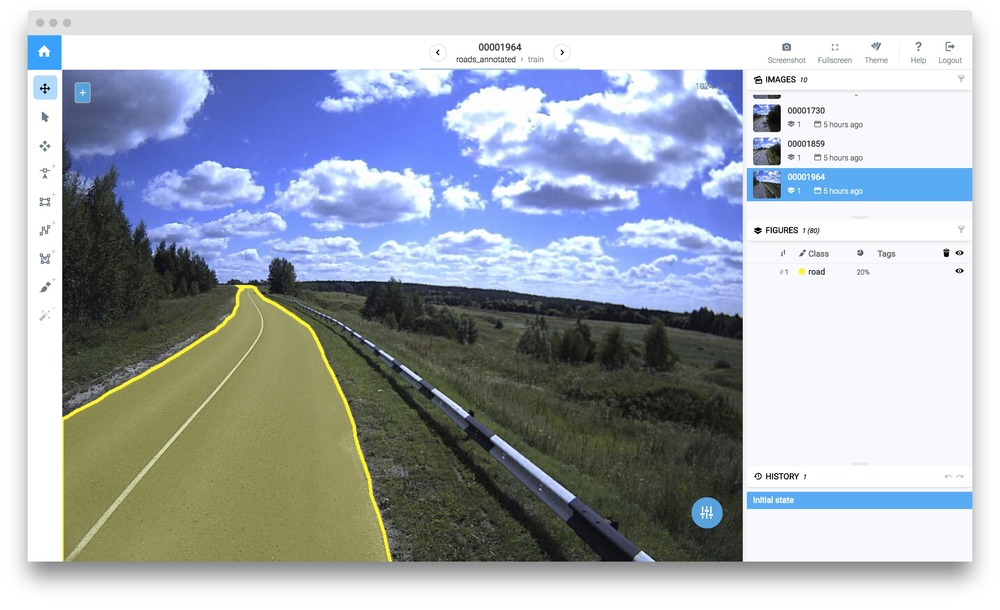 00001964
roads_annotated › train
Screenshot
Fullscreen
Theme
Help
Logout
IMAGES 10
00001730
1 5 hours ago
00001859
1 5 hours ago
00001964
1 5 hours ago
FIGURES 1 (80)
Class Tags
#1 road 20%
HISTORY 1
Initial state